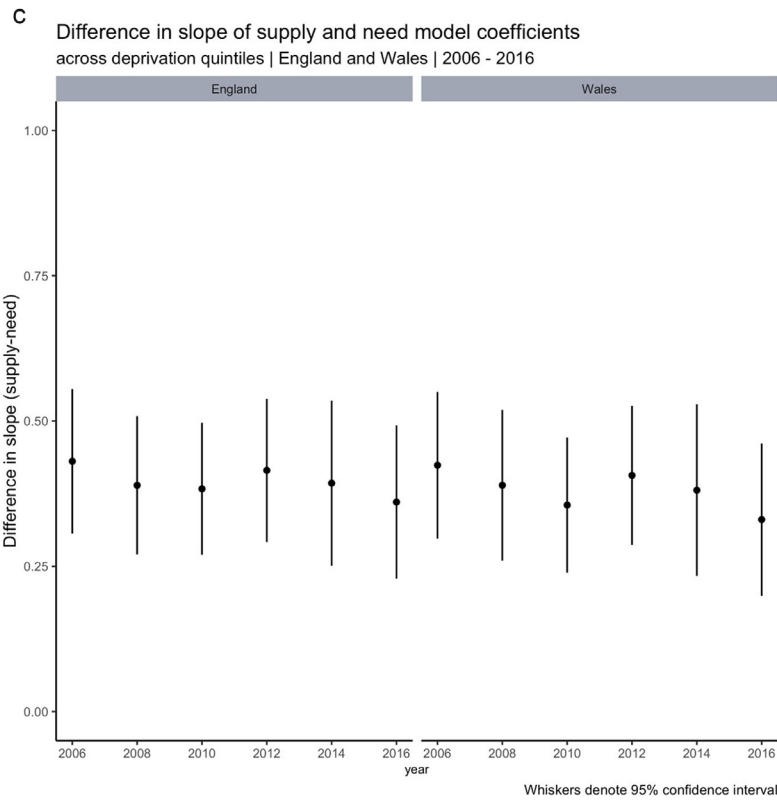 C
Difference in slope of supply and need model coefficients
across deprivation quintiles | England and Wales | 2006 - 2016
England
Wales
1.00
0.75
0.50
0.25
0.00
Difference in slope (supply-need)
2006 2008 2010 2012 2014 2016 2006 2008 2010 2012 2014 2016
year
Whiskers denote 95% confidence interval